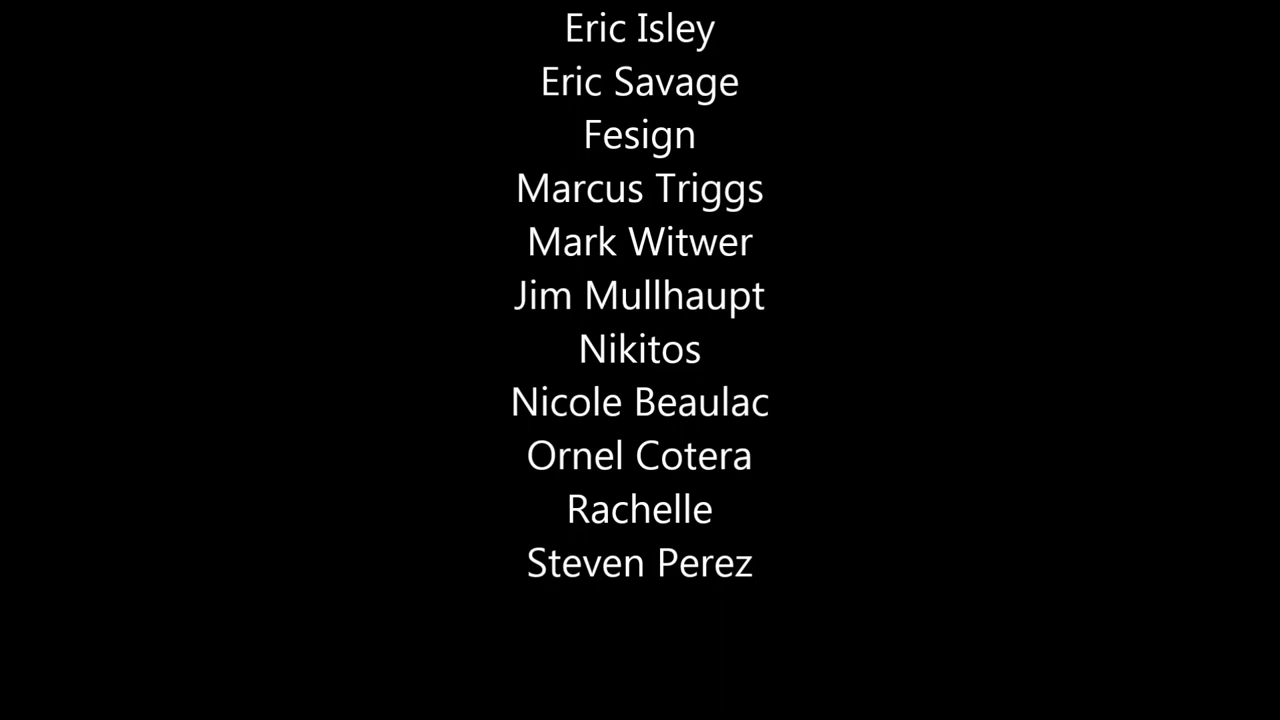 Eric Isley
Eric Savage
Fesign
Marcus Triggs
Mark Witwer
Jim Mullhaupt
Nikitos
Nicole Beaulac
Ornel Cotera
Rachelle
Steven Perez